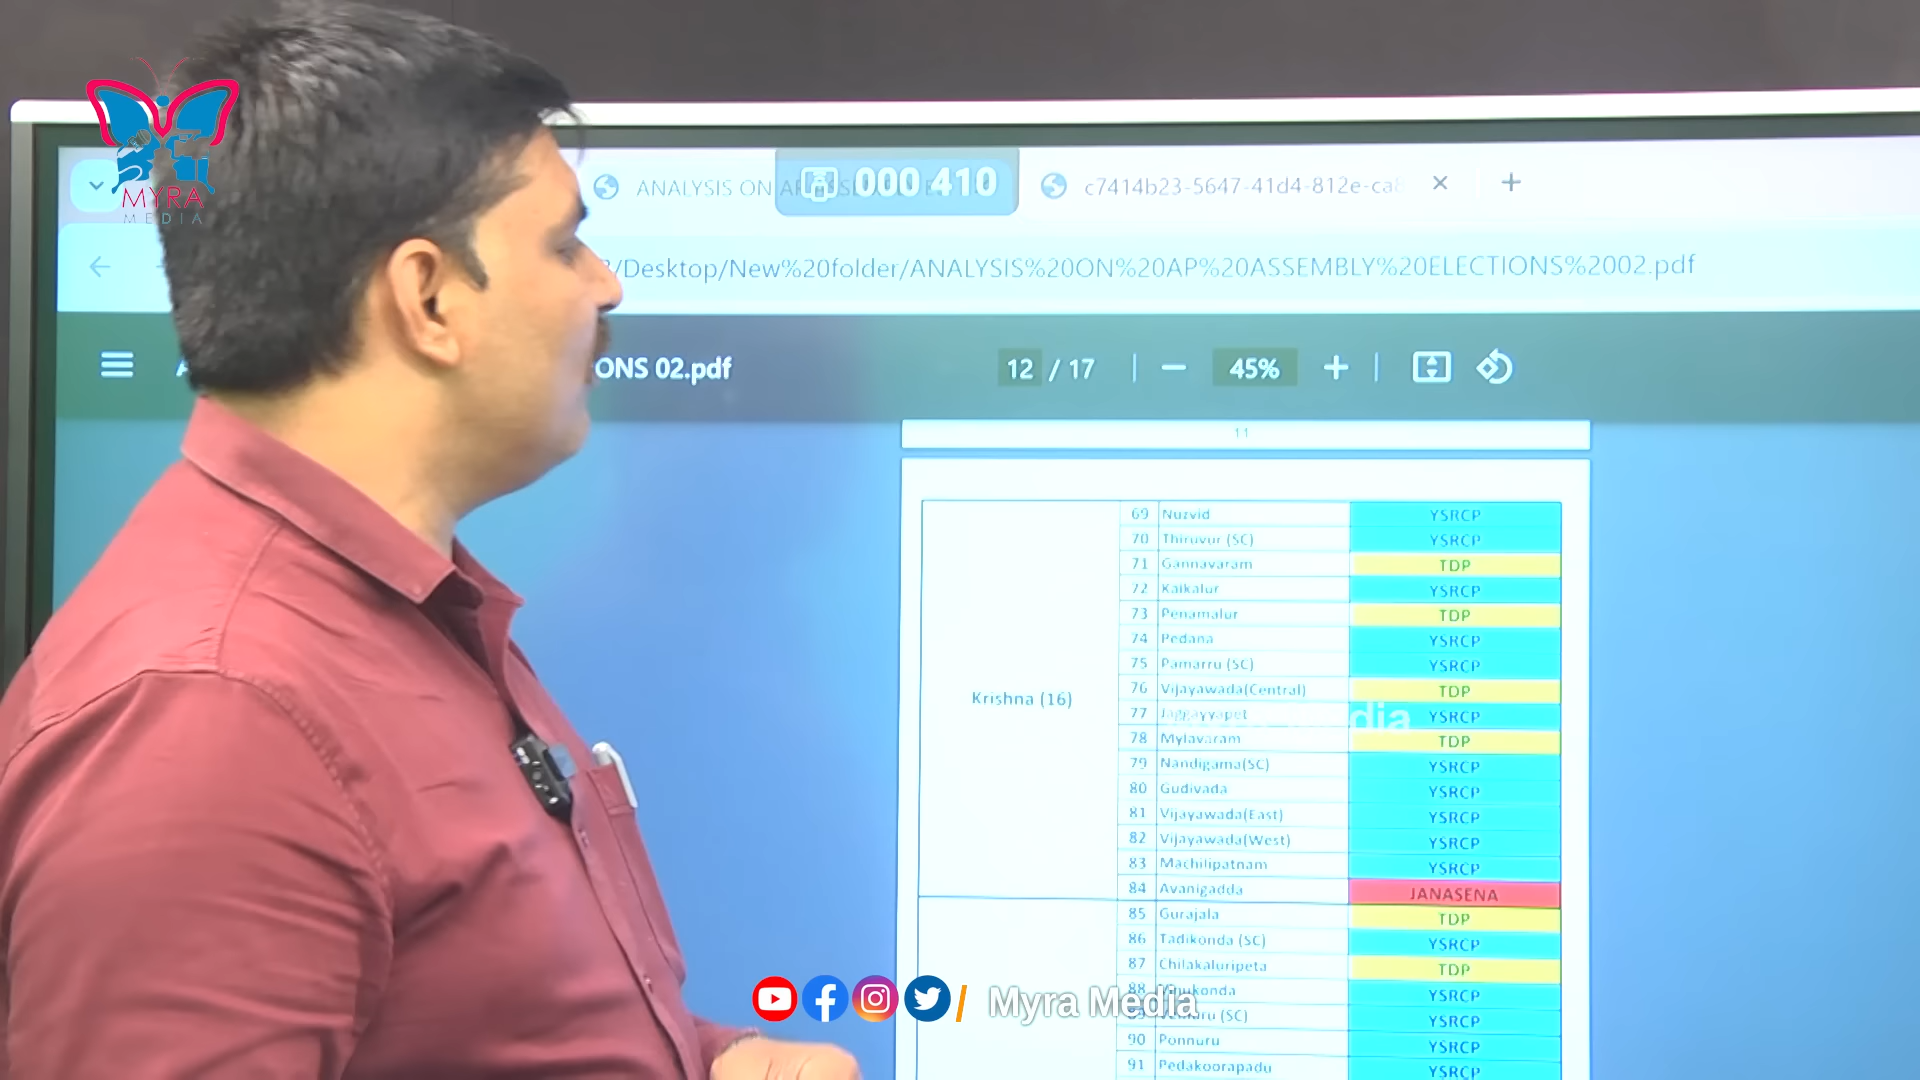 MYRA
MEDIA
ANALYSIS ON
000 410
c7414b23-5647-41d4-812e-ca
/Desktop/New%20folder/ANALYSIS%20ON%20AP%20ASSEMBLY%20ELECTIONS%2002.pdf
ONS 02.pdf
12 / 17
45%
11
Krishna (16)
69 Nuzvid YSRCP
70 Thiruvur (SC) YSRCP
71 Gannavaram TDP
72 Kaikalur YSRCP
73 Penamalur TDP
74 Pedana YSRCP
75 Pamarru (SC) YSRCP
76 Vijayawada(Central) TDP
77 Jaggayyapet YSRCP
78 Mylavaram TDP
79 Nandigama(SC) YSRCP
80 Gudivada YSRCP
81 Vijayawada(East) YSRCP
82 Vijayawada(West) YSRCP
83 Machilipatnam YSRCP
84 Avanigadda JANASENA
85 Gurajala TDP
86 Tadikonda (SC) YSRCP
87 Chilakaluripeta TDP
88 YSRCP
(SC) YSRCP
90 Ponnuru YSRCP
91 Pedakoorapadu YSRCP
/ Myra Media